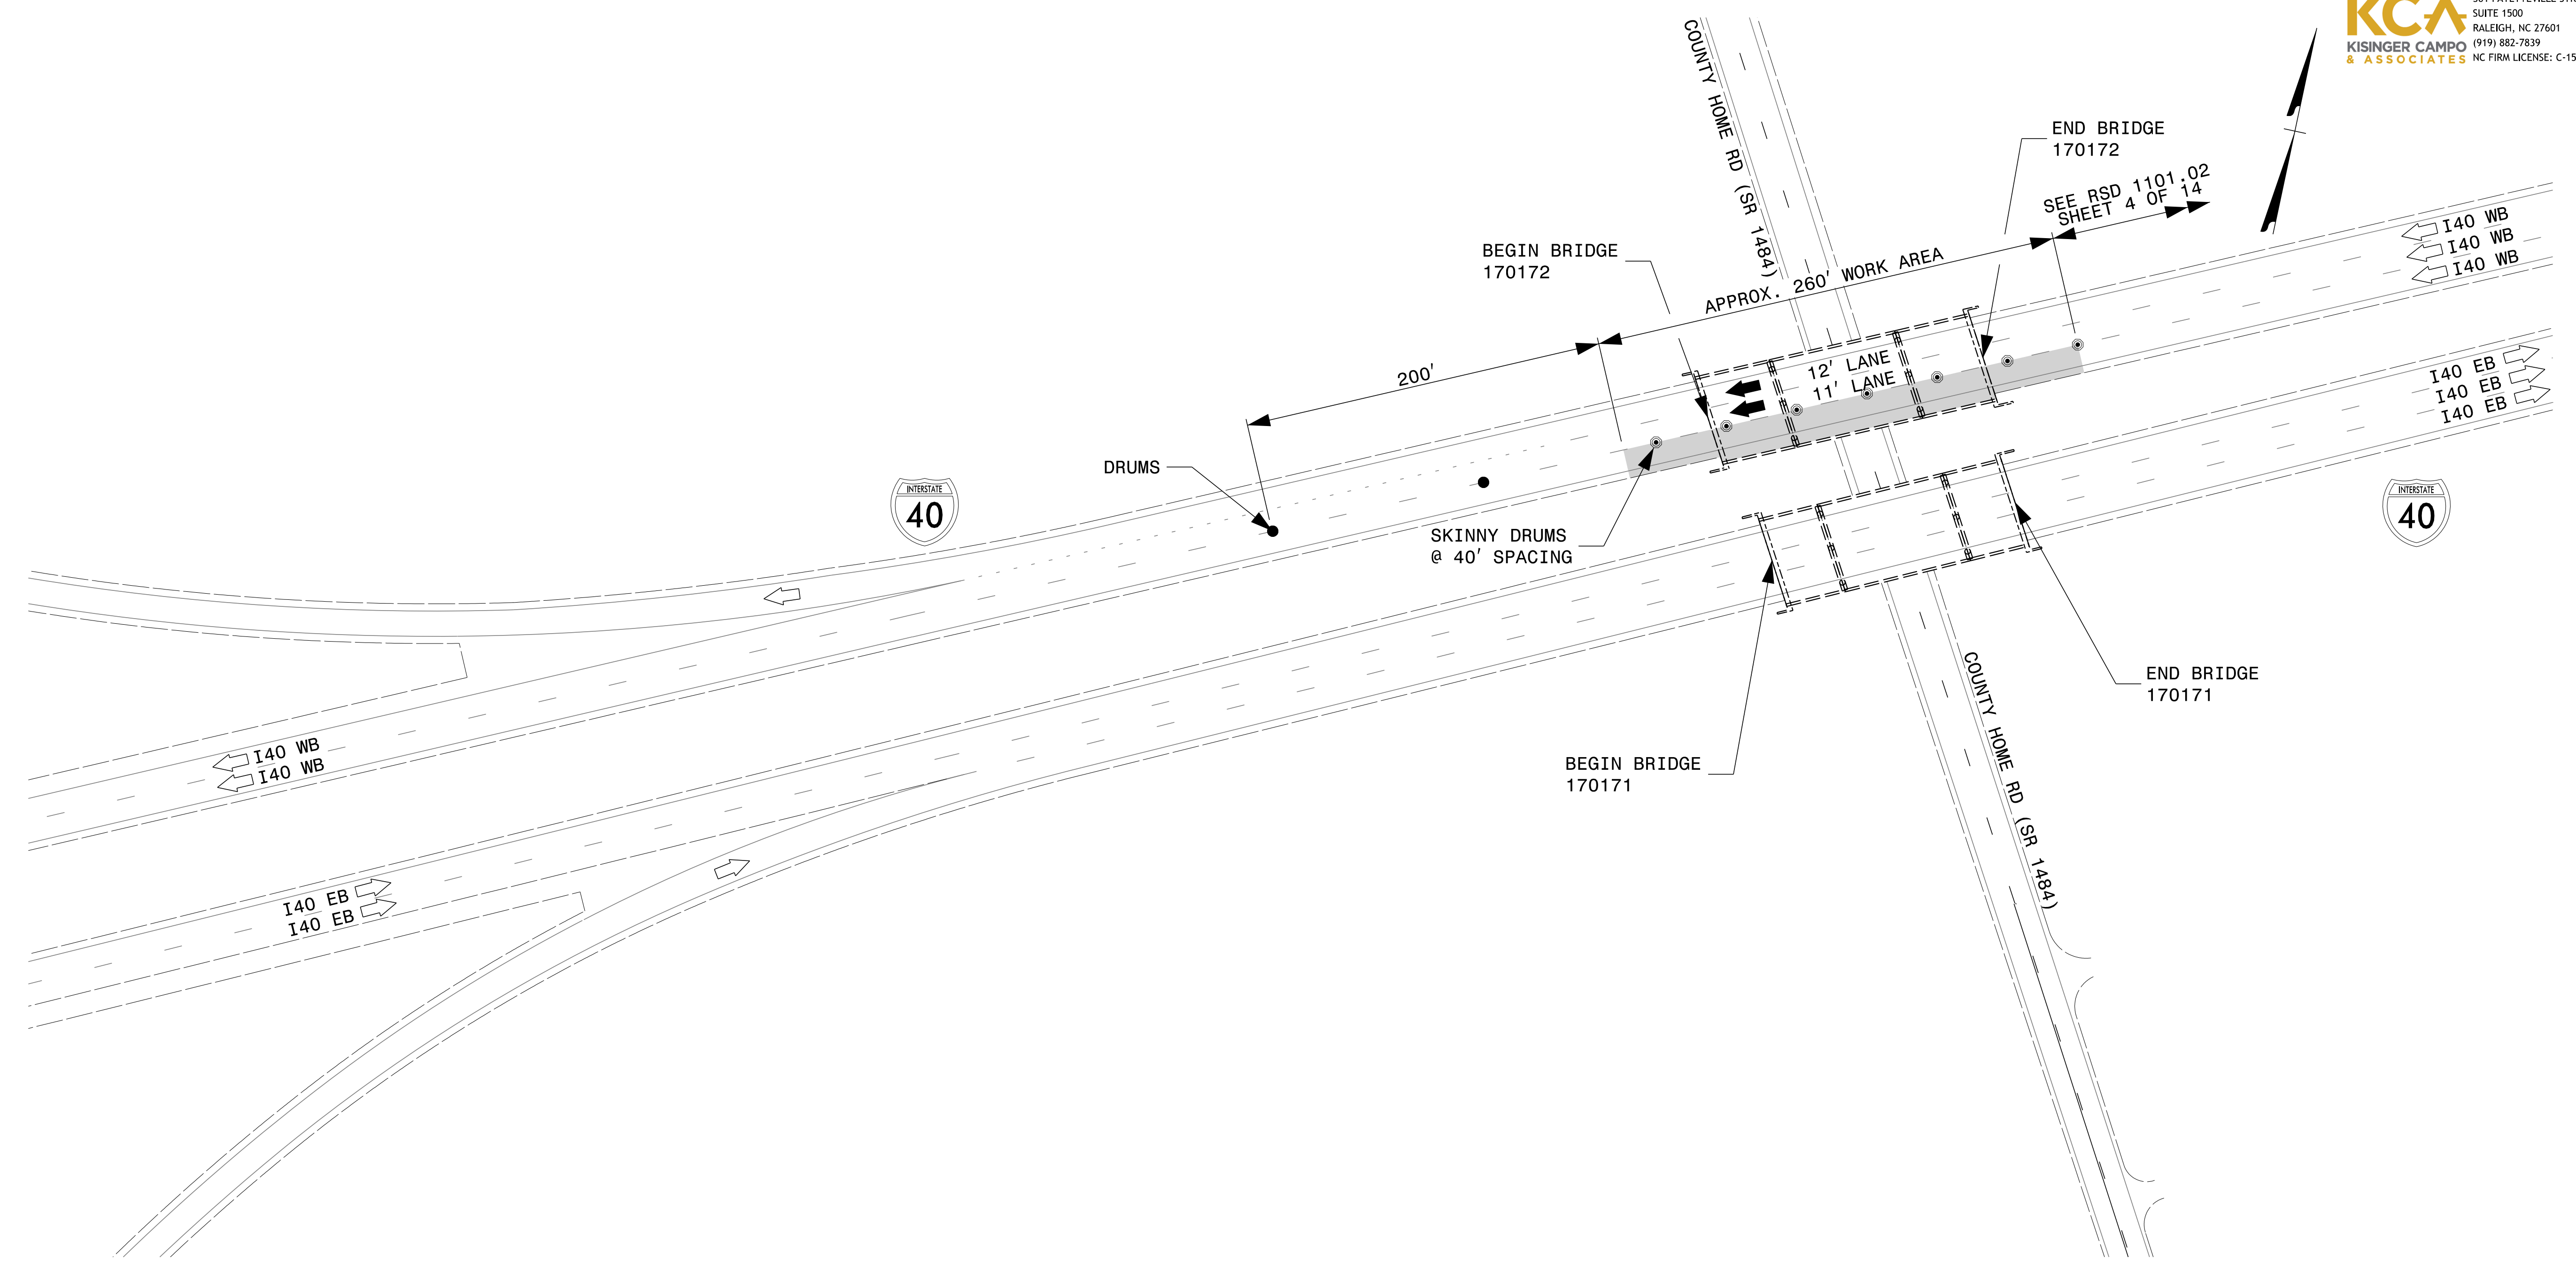 KCA
KISINGER CAMPO
& ASSOCIATES
SUITE 1500
RALEIGH, NC 27601
(919) 882-7839
NC FIRM LICENSE: C-15
COUNTY HOME RD (SR 1484)
END BRIDGE
170172
SEE RSD 1101.02
SHEET 4 OF 14
BEGIN BRIDGE
170172
APPROX. 260' WORK AREA
I40 WB
I40 WB
I40 WB
200'
12' LANE
11' LANE
I40 EB
I40 EB
I40 EB
DRUMS
INTERSTATE
40
SKINNY DRUMS
@ 40' SPACING
INTERSTATE
40
END BRIDGE
170171
BEGIN BRIDGE
170171
COUNTY HOME RD (SR 1484)
I40 WB
I40 WB
I40 EB
I40 EB